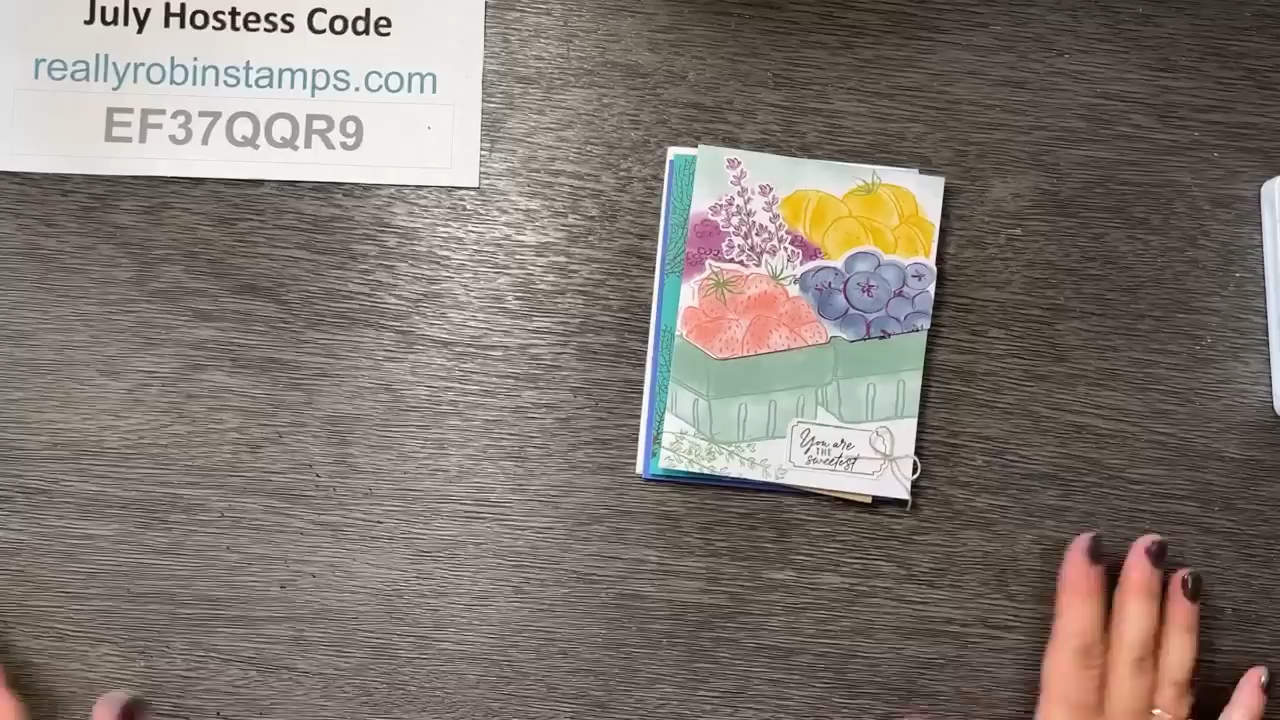 July Hostess Code
reallyrobinstamps.com
EF37QQR9
You are
THE
sweetest